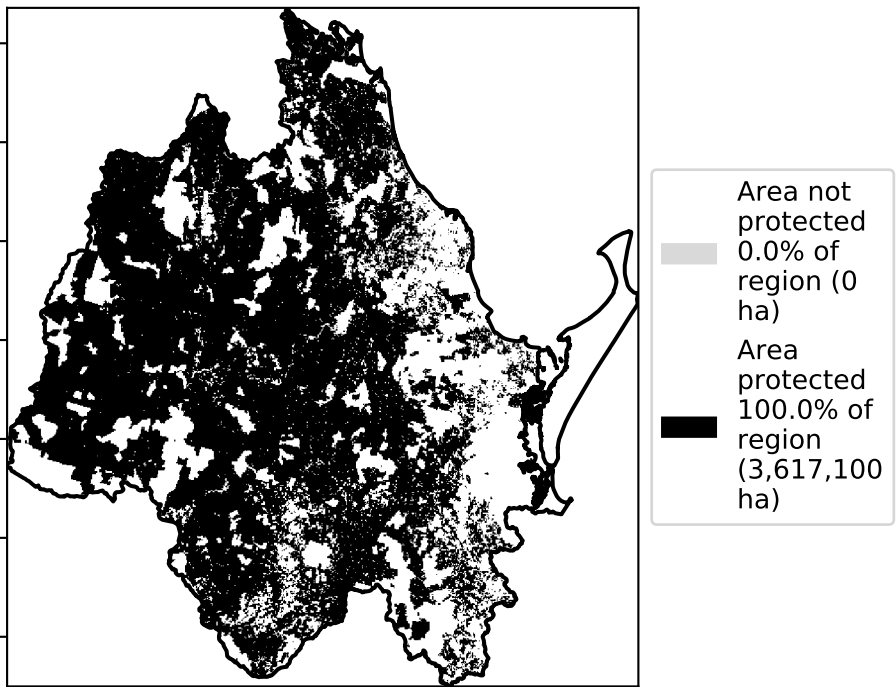 Area not
protected
0.0% of
region (0
ha)
Area
protected
100.0% of
region
(3,617,100
ha)